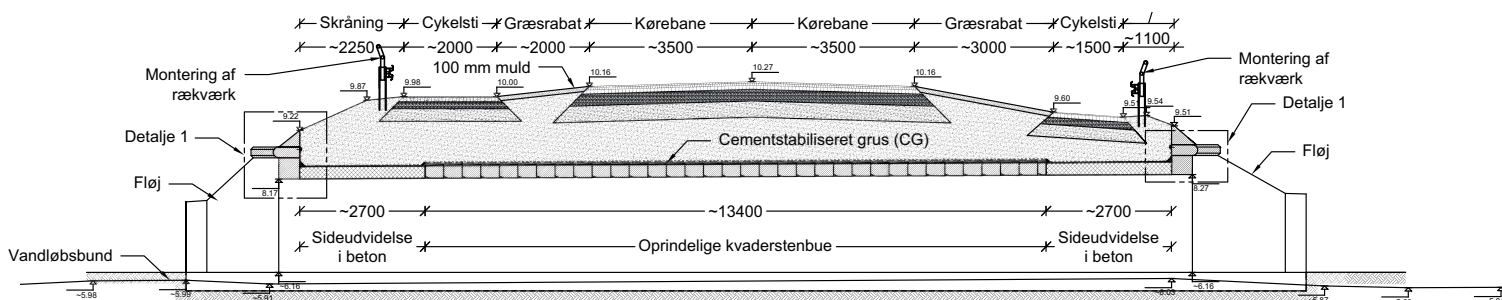 Skråning Cykelsti Græsrabat Kørebane Kørebane Græsrabat Cykelsti /
~2250 ~2000 ~2000 ~3500 ~3500 ~3000 ~1500 ~1100
100 mm muld
Montering af
rækværk
Montering af
rækværk
9.87 9.98 10.00 10.16 10.27 10.16 9.60 9.51 9.54 9.51
9.22
Detalje 1
Detalje 1
Cementstabiliseret grus (CG)
Fløj
Fløj
8.17
8.27
~2700 ~13400 ~2700
Sideudvidelse
i beton
Oprindelige kvaderstenbue
Sideudvidelse
i beton
Vandløbsbund
~5.98 ~5.99 ~5.91 ~6.16 ~6.03 ~6.16 ~5.87